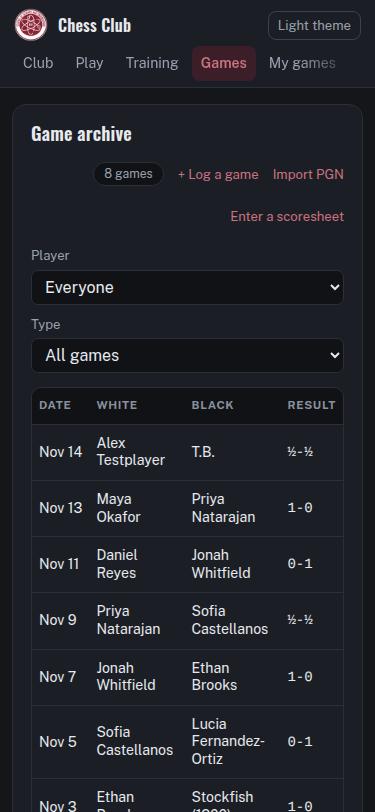 Chess Club
Light theme
Club Play Training Games My games
Game archive
8 games + Log a game Import PGN
Enter a scoresheet
Player
Everyone
Type
All games
DATE WHITE BLACK RESULT
Nov 14 Alex Testplayer T.B. ½-½
Nov 13 Maya Okafor Priya Natarajan 1-0
Nov 11 Daniel Reyes Jonah Whitfield 0-1
Nov 9 Priya Natarajan Sofia Castellanos ½-½
Nov 7 Jonah Whitfield Ethan Brooks 1-0
Nov 5 Sofia Castellanos Lucia Fernandez-Ortiz 0-1
Nov 3 Ethan Stockfish 1-0